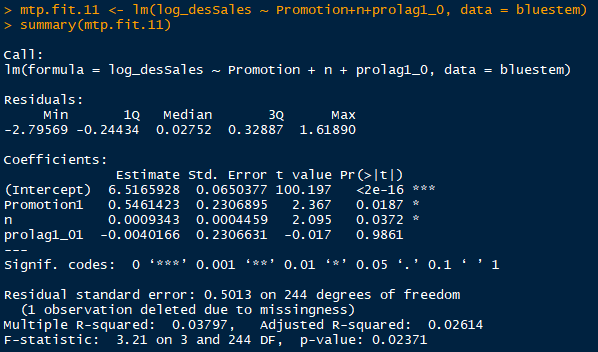 > mtp.fit.11 <- lm(log_desSales ~ Promotion+n+prolag1_0, data = bluestem)
> summary(mtp.fit.11)
Call:
lm(formula = log_desSales ~ Promotion + n + prolag1_0, data = bluestem)
Residuals:
Min 1Q Median 3Q Max
-2.79569 -0.24434 0.02752 0.32887 1.61890
Coefficients:
Estimate Std. Error t value Pr(>|t|)
(Intercept) 6.5165928 0.0650377 100.197 <2e-16 ***
Promotion1 0.5461423 0.2306895 2.367 0.0187 *
n 0.0009343 0.0004459 2.095 0.0372 *
prolag1_01 -0.0040166 0.2306631 -0.017 0.9861
---
Signif. codes: 0 ‘***’ 0.001 ‘**’ 0.01 ‘*’ 0.05 ‘.’ 0.1 ‘ ’ 1
Residual standard error: 0.5013 on 244 degrees of freedom
(1 observation deleted due to missingness)
Multiple R-squared: 0.03797, Adjusted R-squared: 0.02614
F-statistic: 3.21 on 3 and 244 DF, p-value: 0.02371